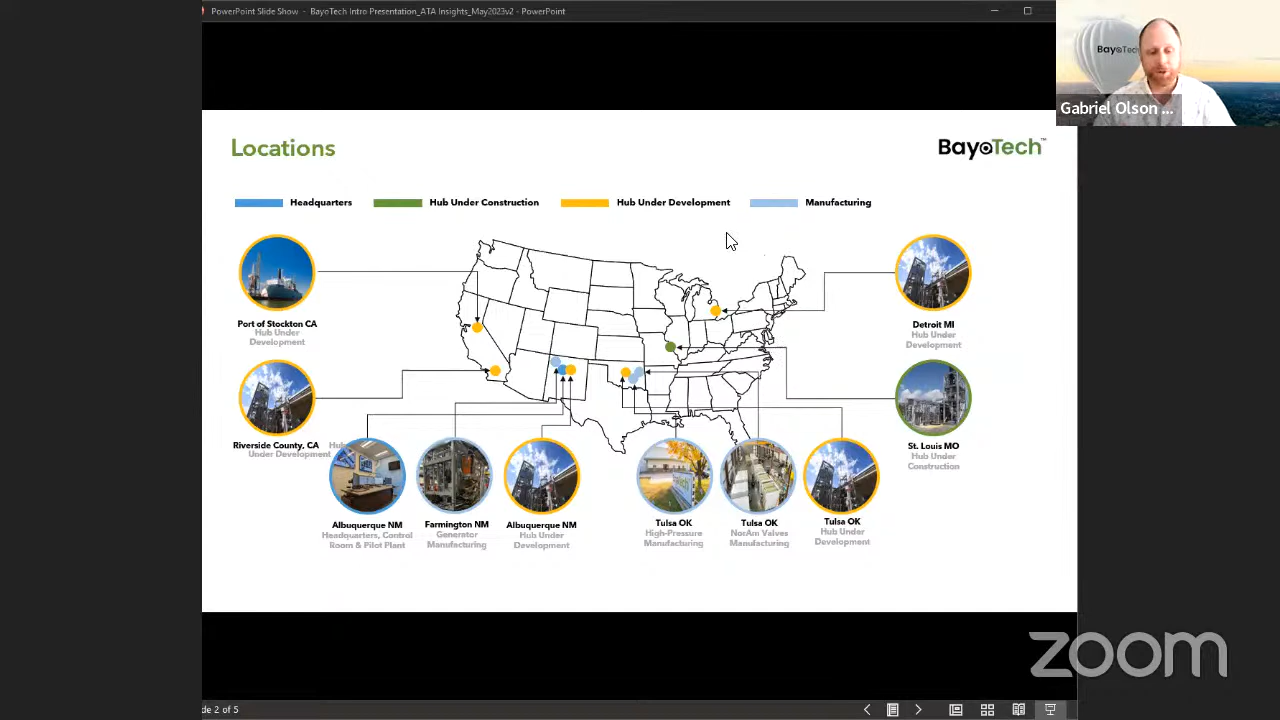 PowerPoint Slide Show - BayoTech Intro Presentation_ATA Insights_May2023v2 - PowerPoint
BayoTech
Gabriel Olson ...
Locations
BayoTech™
Headquarters
Hub Under Construction
Hub Under Development
Manufacturing
Port of Stockton CA
Hub Under
Development
Detroit MI
Hub Under
Development
Riverside County, CA
Hub
Under Development
St. Louis MO
Hub Under
Construction
Albuquerque NM
Headquarters, Control
Room & Pilot Plant
Farmington NM
Generator
Manufacturing
Albuquerque NM
Hub Under
Development
Tulsa OK
High-Pressure
Manufacturing
Tulsa OK
NorAm Valves
Manufacturing
Tulsa OK
Hub Under
Development
zoom
de 2 of 5